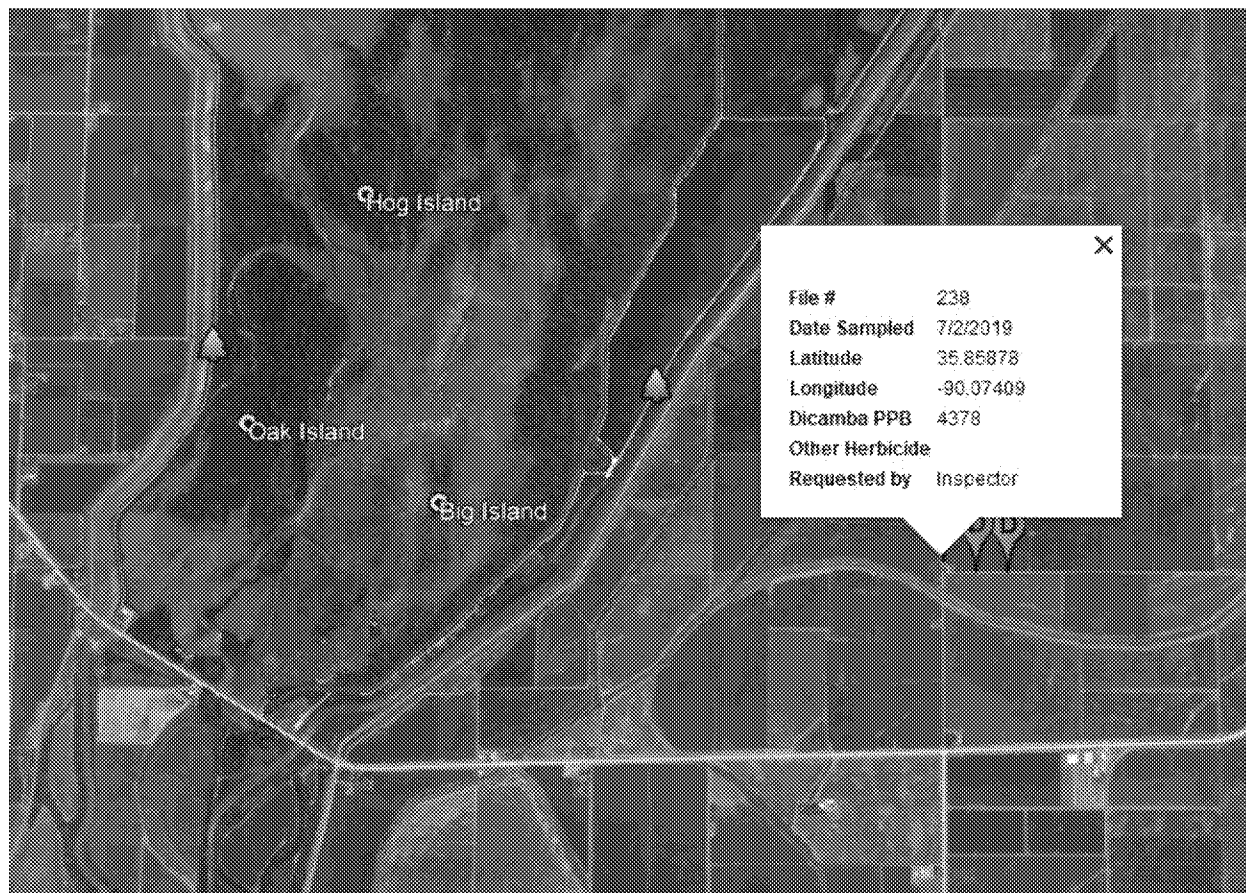 Hog Island
File # 238
Date Sampled 7/2/2019
Latitude 35.85878
Longitude -90.07409
Dicamba PPB 4378
Other Herbicide
Requested by Inspector
Oak Island
Big Island
D